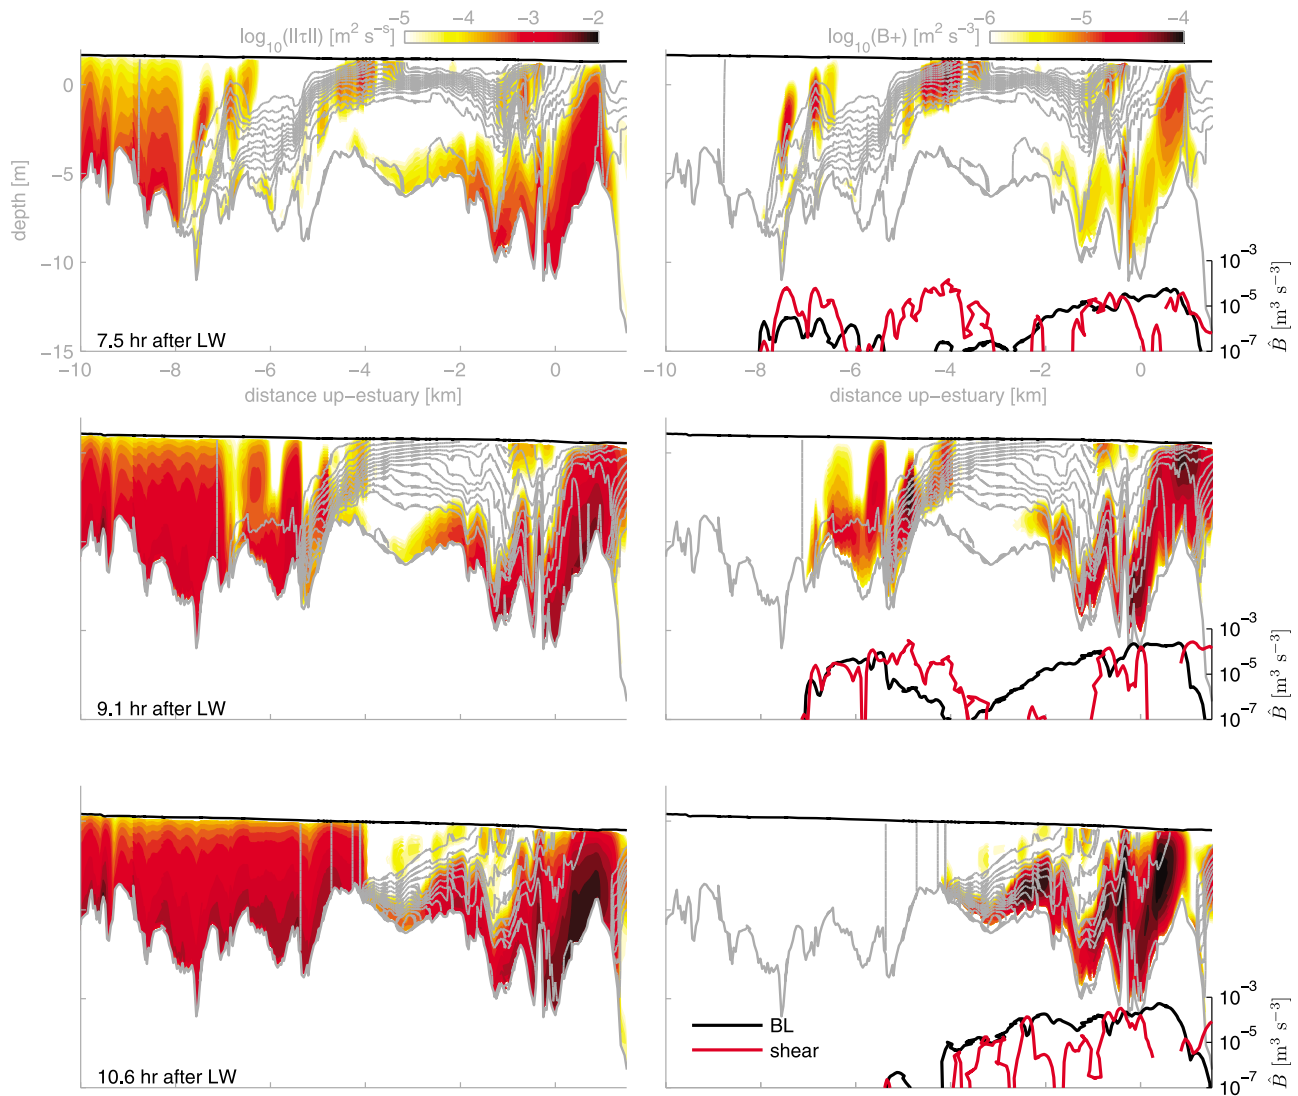 log10(IIτII) [m² s⁻ˢ] −5 −4 −3 −2
log10(B+) [m² s⁻³] −6 −5 −4
0
−5
−10
−15
depth [m]
7.5 hr after LW
10⁻³
10⁻⁵
10⁻⁷
B̂ [m³ s⁻³]
−10 −8 −6 −4 −2 0
distance up−estuary [km]
−10 −8 −6 −4 −2 0
distance up−estuary [km]
9.1 hr after LW
10⁻³
10⁻⁵
10⁻⁷
B̂ [m³ s⁻³]
10.6 hr after LW
BL
shear
10⁻³
10⁻⁵
10⁻⁷
B̂ [m³ s⁻³]